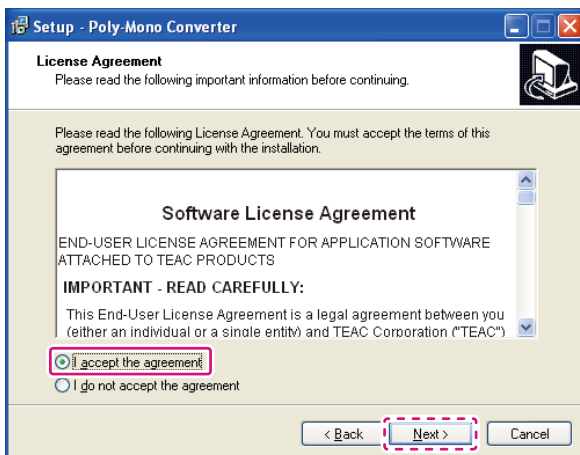 Setup - Poly-Mono Converter
License Agreement
Please read the following important information before continuing.
Please read the following License Agreement. You must accept the terms of this
agreement before continuing with the installation.
Software License Agreement
END-USER LICENSE AGREEMENT FOR APPLICATION SOFTWARE
ATTACHED TO TEAC PRODUCTS
IMPORTANT - READ CAREFULLY:
This End-User License Agreement is a legal agreement between you
(either an individual or a single entity) and TEAC Corporation ("TEAC")
I accept the agreement
I do not accept the agreement
< Back
Next >
Cancel